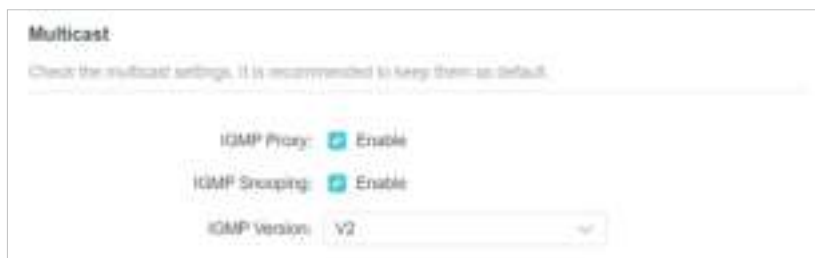 Multicast
Check the multicast settings. It is recommended to keep them as default.
IGMP Proxy: Enable
IGMP Snooping: Enable
IGMP Version: V2